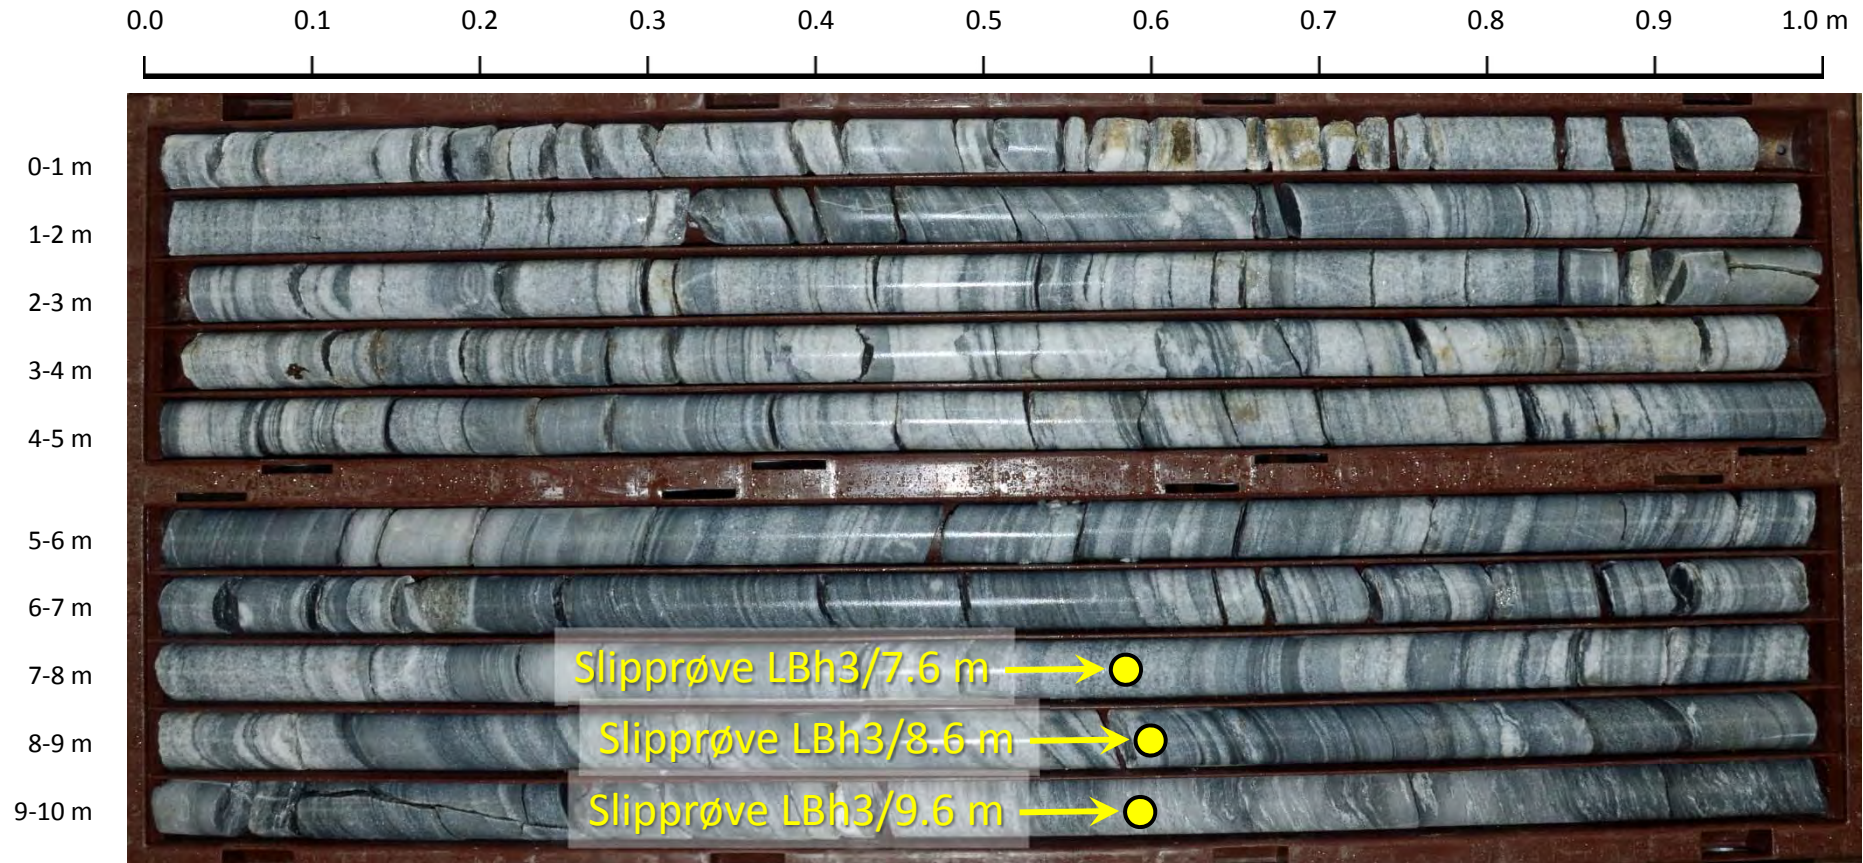 0.0 0.1 0.2 0.3 0.4 0.5 0.6 0.7 0.8 0.9 1.0 m
0-1 m
1-2 m
2-3 m
3-4 m
4-5 m
5-6 m
6-7 m
7-8 m
Slipprøve LBh3/7.6 m
8-9 m
Slipprøve LBh3/8.6 m
9-10 m
Slipprøve LBh3/9.6 m